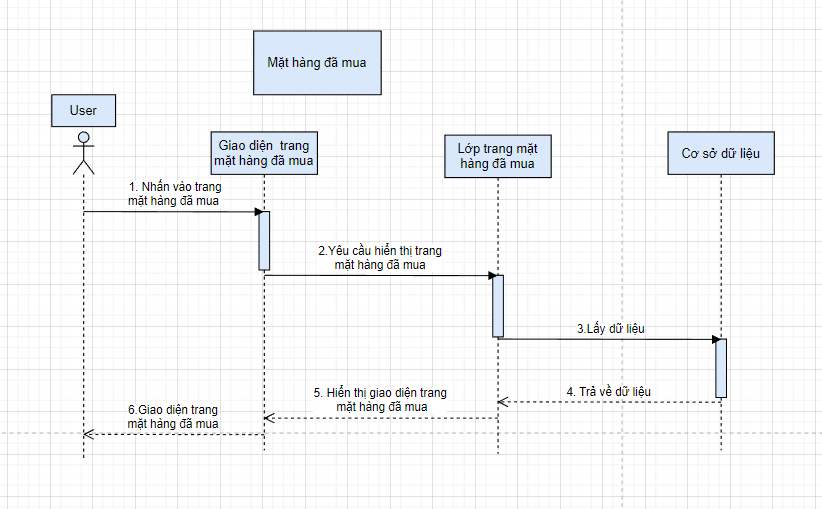 Mặt hàng đã mua
User
Giao diện trang
mặt hàng đã mua
Lớp trang mặt
hàng đã mua
Cơ sở dữ liệu
1. Nhấn vào trang
mặt hàng đã mua
2.Yêu cầu hiển thị trang
mặt hàng đã mua
3.Lấy dữ liệu
4. Trả về dữ liệu
5. Hiển thị giao diện trang
mặt hàng đã mua
6.Giao diện trang
mặt hàng đã mua